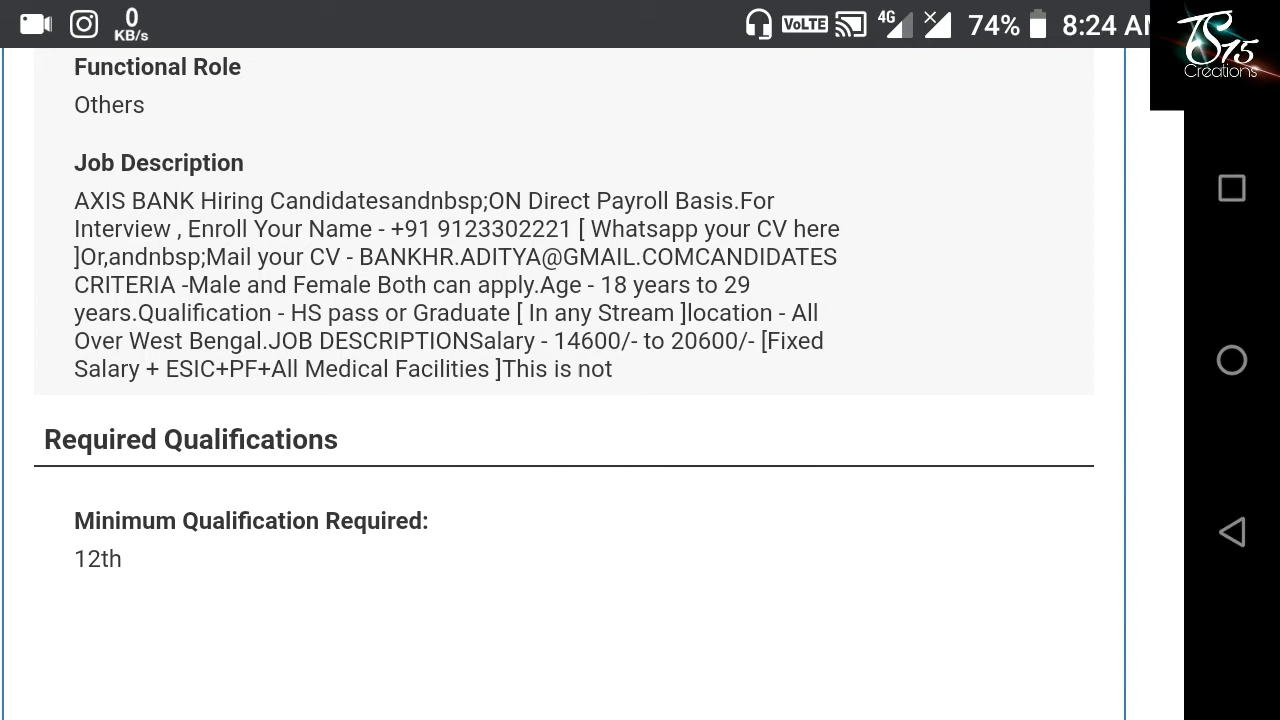 0
KB/s
VoLTE
4G
74%
8:24 AM
TS15
Creations
Functional Role
Others
Job Description
AXIS BANK Hiring Candidatesandnbsp;ON Direct Payroll Basis.For
Interview , Enroll Your Name - +91 9123302221 [ Whatsapp your CV here
]Or,andnbsp;Mail your CV - BANKHR.ADITYA@GMAIL.COMCANDIDATES
CRITERIA -Male and Female Both can apply.Age - 18 years to 29
years.Qualification - HS pass or Graduate [ In any Stream ]location - All
Over West Bengal.JOB DESCRIPTIONSalary - 14600/- to 20600/- [Fixed
Salary + ESIC+PF+All Medical Facilities ]This is not
Required Qualifications
Minimum Qualification Required:
12th